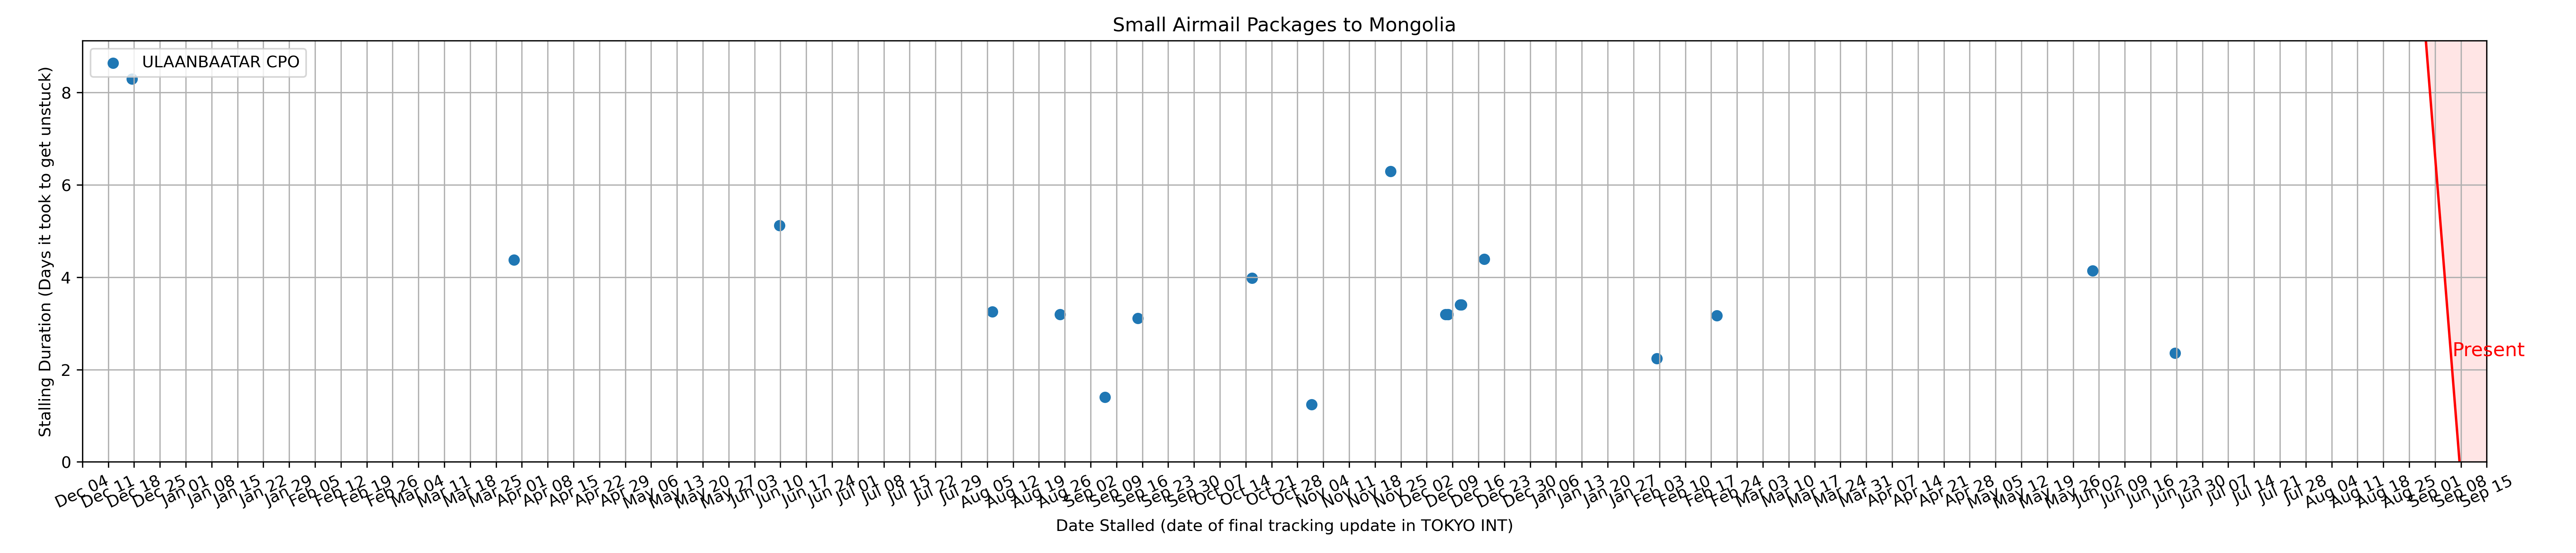 Small Airmail Packages to Mongolia
ULAANBAATAR CPO
Stalling Duration (Days it took to get unstuck)
8
6
4
2
0
Present
Dec 04 Dec 11 Dec 18 Dec 25 Jan 01 Jan 08 Jan 15 Jan 22 Jan 29 Feb 05 Feb 12 Feb 19 Feb 26 Mar 04 Mar 11 Mar 18 Mar 25 Apr 01 Apr 08 Apr 15 Apr 22 Apr 29 May 06 May 13 May 20 May 27 Jun 03 Jun 10 Jun 17 Jun 24 Jul 01 Jul 08 Jul 15 Jul 22 Jul 29 Aug 05 Aug 12 Aug 19 Aug 26 Sep 02 Sep 09 Sep 16 Sep 23 Sep 30 Oct 07 Oct 14 Oct 21 Oct 28 Nov 04 Nov 11 Nov 18 Nov 25 Dec 02 Dec 09 Dec 16 Dec 23 Dec 30 Jan 06 Jan 13 Jan 20 Jan 27 Feb 03 Feb 10 Feb 17 Feb 24 Mar 03 Mar 10 Mar 17 Mar 24 Mar 31 Apr 07 Apr 14 Apr 21 Apr 28 May 05 May 12 May 19 May 26 Jun 02 Jun 09 Jun 16 Jun 23 Jun 30 Jul 07 Jul 14 Jul 21 Jul 28 Aug 04 Aug 11 Aug 18 Aug 25 Sep 01 Sep 08 Sep 15
Date Stalled (date of final tracking update in TOKYO INT)